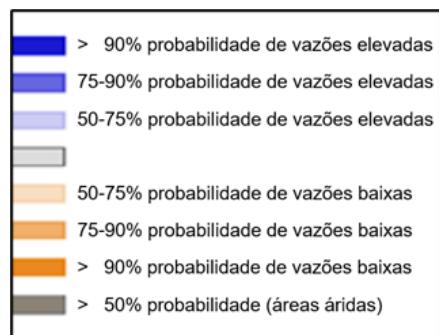 > 90% probabilidade de vazões elevadas
75-90% probabilidade de vazões elevadas
50-75% probabilidade de vazões elevadas
50-75% probabilidade de vazões baixas
75-90% probabilidade de vazões baixas
> 90% probabilidade de vazões baixas
> 50% probabilidade (áreas áridas)